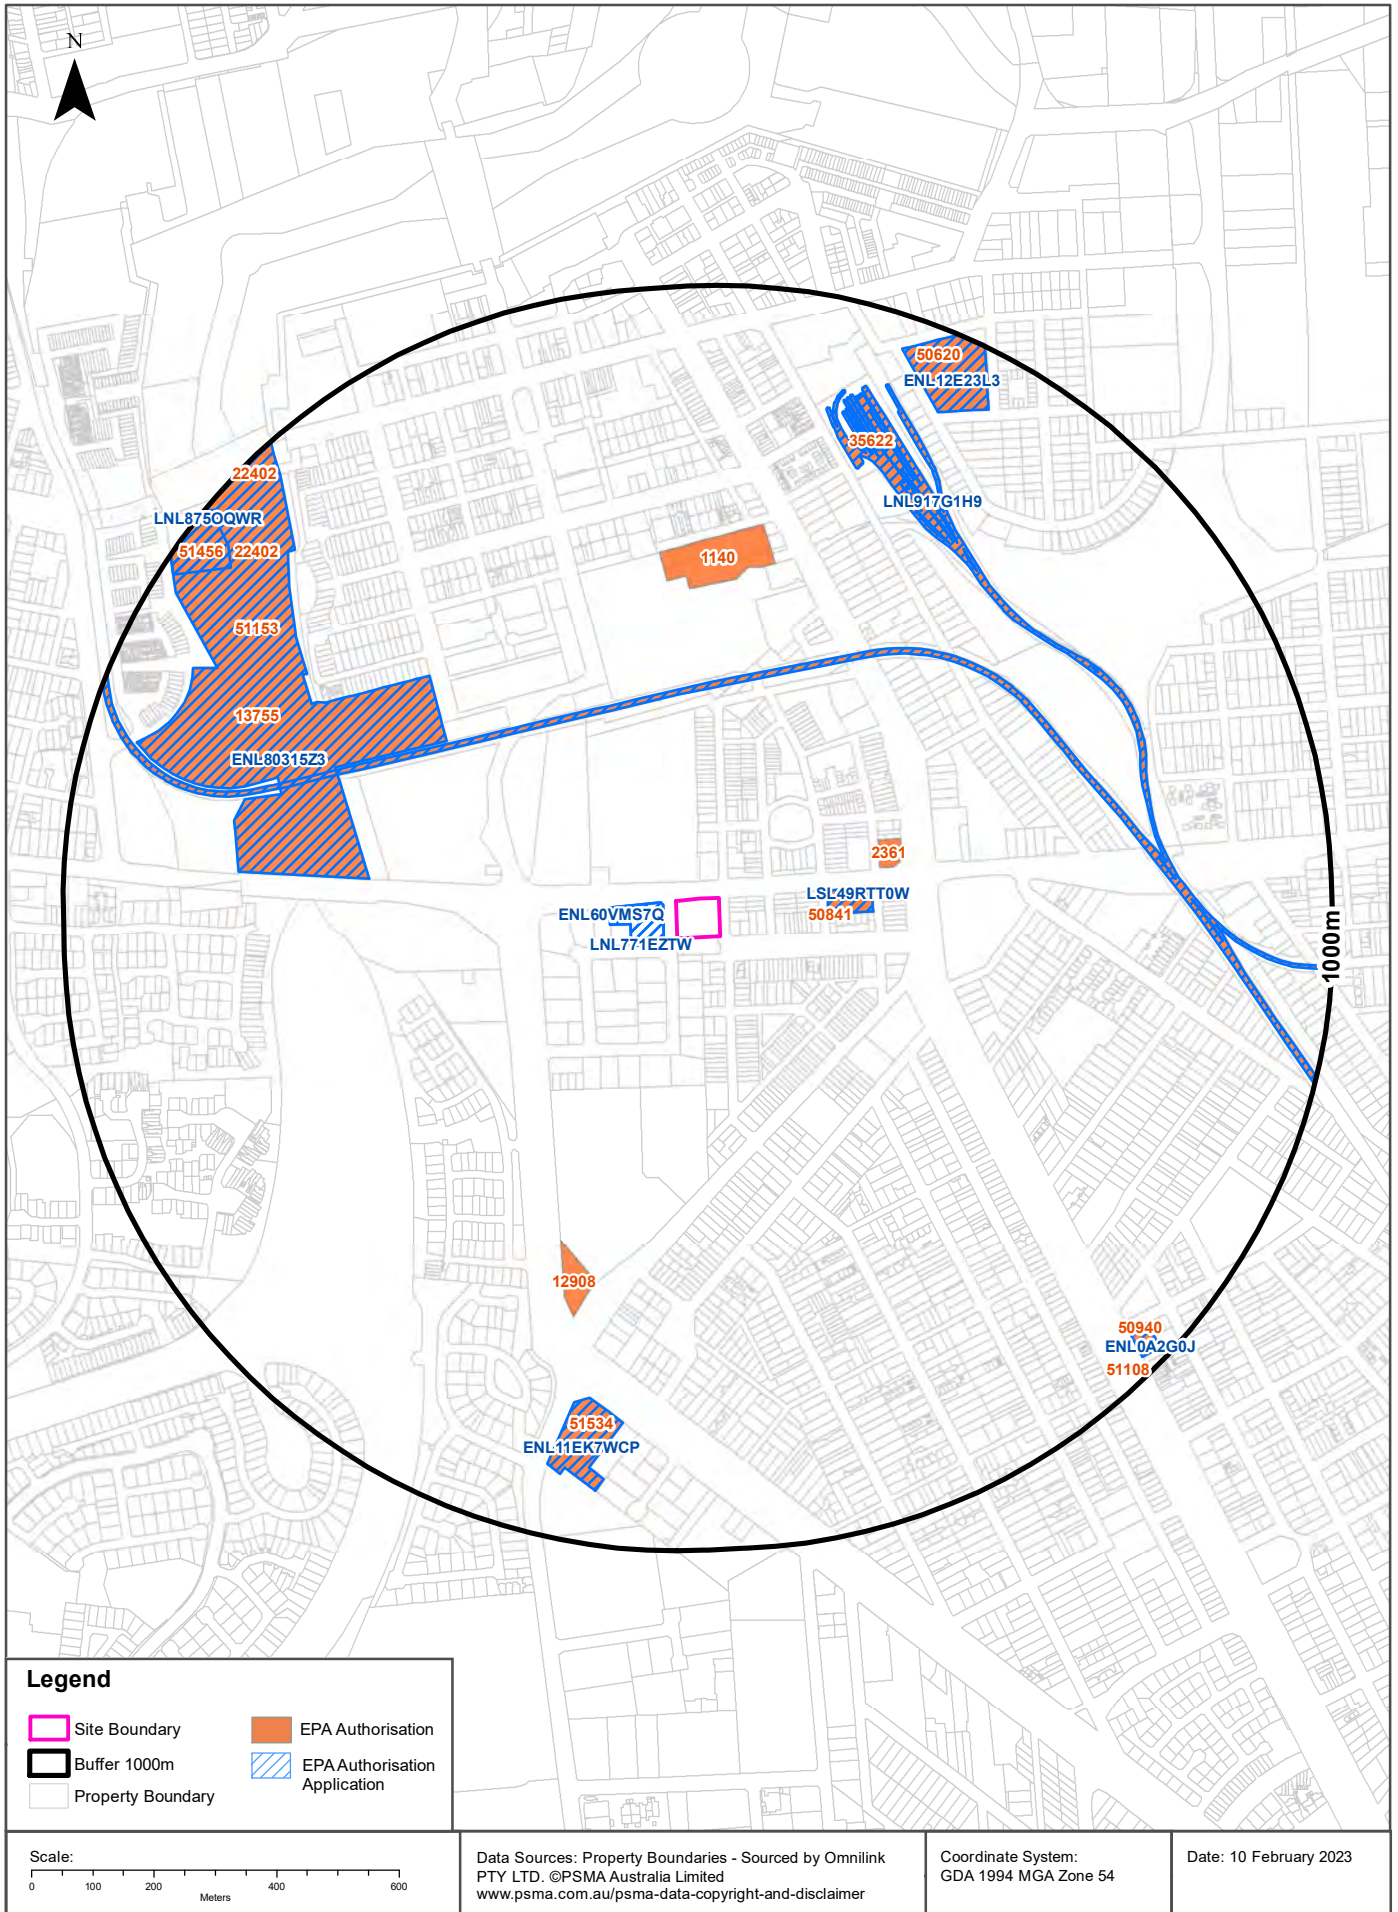 N
50620
ENL12E23L3
35622
22402
LNL917G1H9
LNL875OQWR
51456
22402
1140
51153
13755
ENL80315Z3
2361
LSL49RTT0W
ENL60VMS7Q
50841
LNL771EZTW
1000m
12908
50940
ENL0A2G0J
51108
51534
ENL11EK7WCP
Legend
Site Boundary
EPA Authorisation
Buffer 1000m
EPA Authorisation
Application
Property Boundary
Scale:
0 100 200 400 600
Meters
Data Sources: Property Boundaries - Sourced by Omnilink
PTY LTD. ©PSMA Australia Limited
www.psma.com.au/psma-data-copyright-and-disclaimer
Coordinate System:
GDA 1994 MGA Zone 54
Date: 10 February 2023